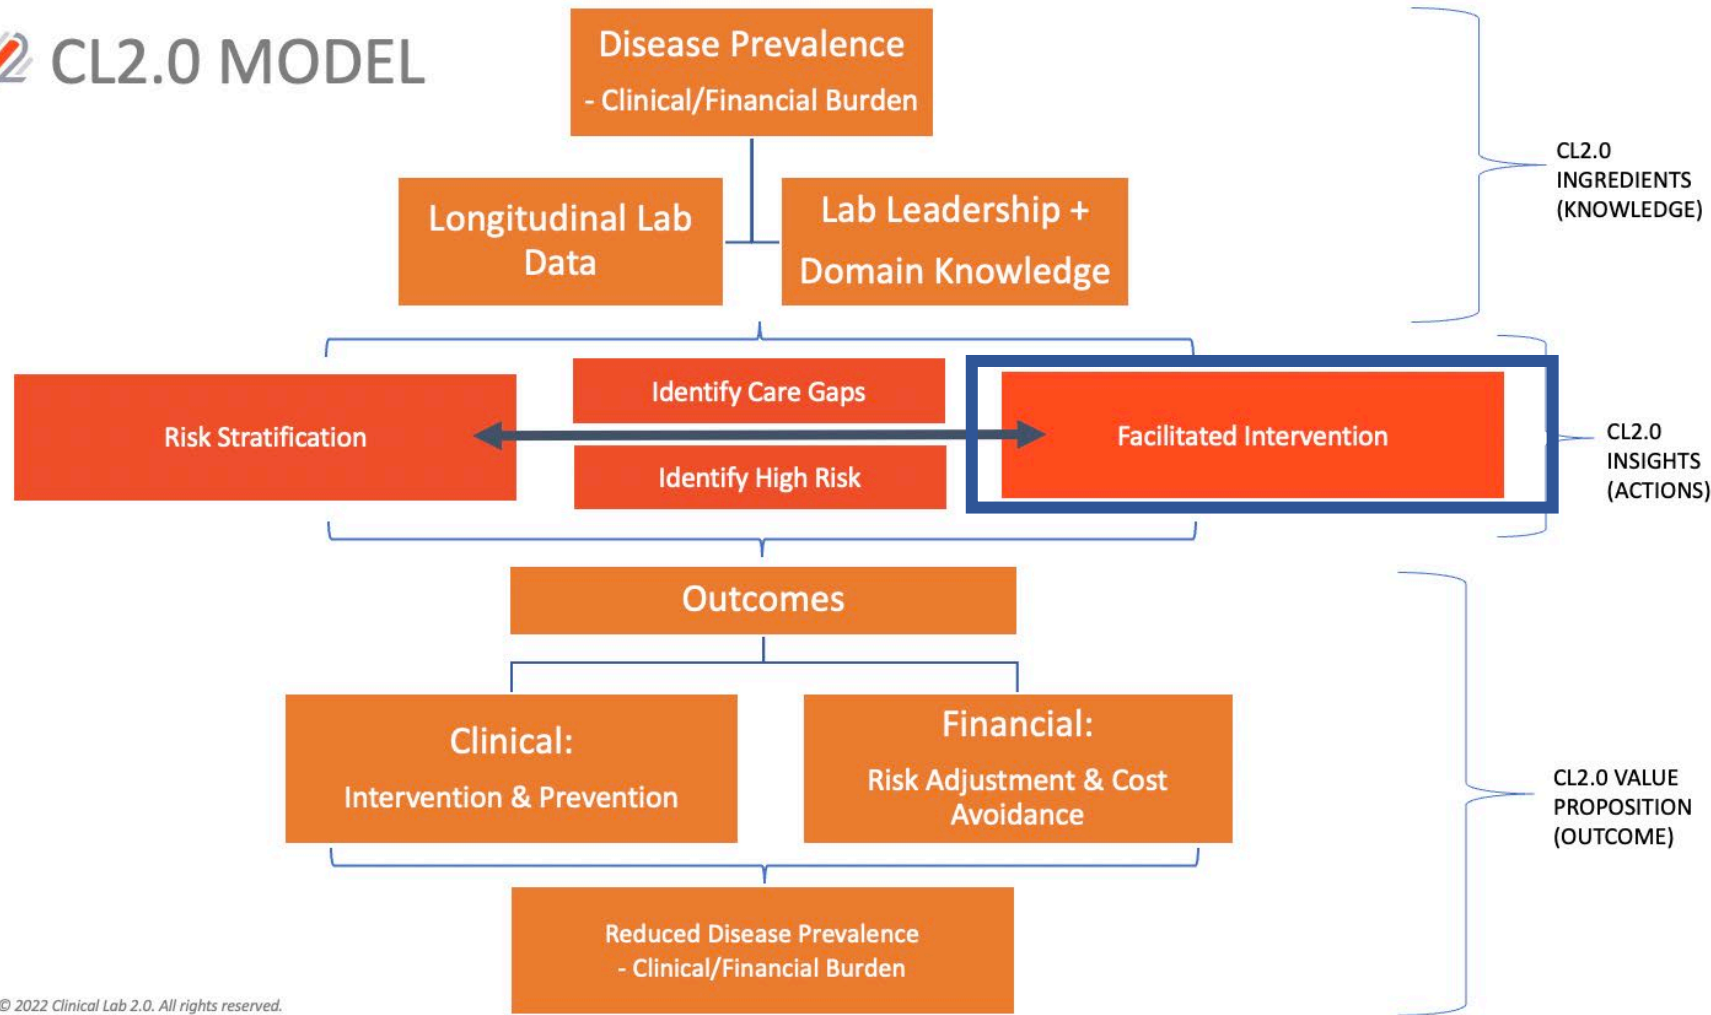 CL2.0 MODEL
Disease Prevalence
- Clinical/Financial Burden
Longitudinal Lab
Data
Lab Leadership +
Domain Knowledge
CL2.0
INGREDIENTS
(KNOWLEDGE)
Risk Stratification
Identify Care Gaps
Identify High Risk
Facilitated Intervention
CL2.0
INSIGHTS
(ACTIONS)
Outcomes
Clinical:
Intervention & Prevention
Financial:
Risk Adjustment & Cost
Avoidance
CL2.0 VALUE
PROPOSITION
(OUTCOME)
Reduced Disease Prevalence
- Clinical/Financial Burden
© 2022 Clinical Lab 2.0. All rights reserved.